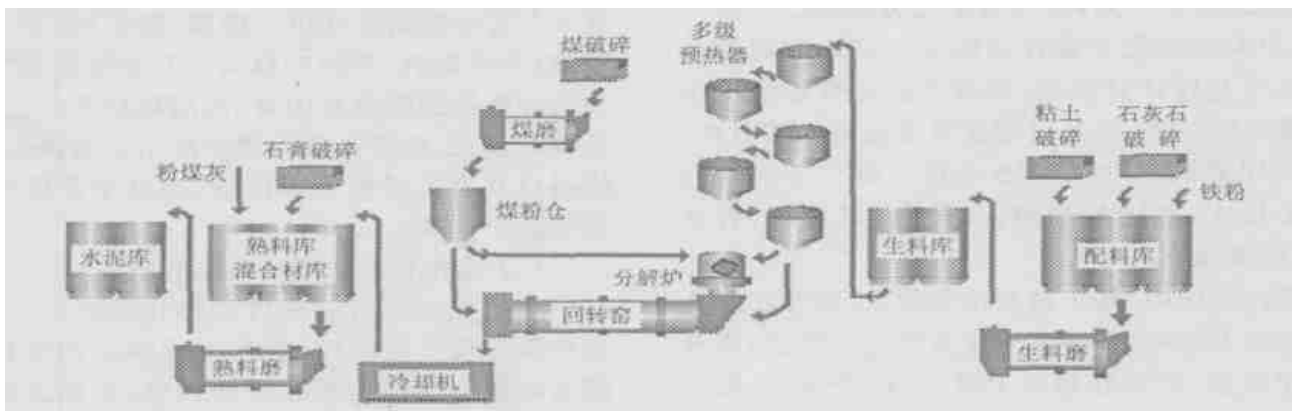 煤破碎
多级
预热器
煤磨
粘土
破碎
石灰石
破 碎
石膏破碎
粉煤灰
铁粉
煤粉仓
水泥库
熟料库
混合材库
生料库
配料库
分解炉
回转窑
熟料磨
冷却机
生料磨